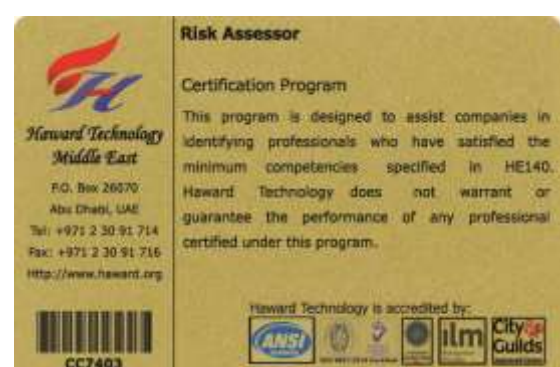 Risk Assessor
Certification Program
This program is designed to assist companies in
identifying professionals who have satisfied the
minimum competencies specified in HE140.
Haward Technology does not warrant or
guarantee the performance of any professional
certified under this program.
Haward Technology
Middle East
P.O. Box 26070
Abu Dhabi, UAE
Tel: +971 2 30 91 714
Fax: +971 2 30 91 716
Http://www.haward.org
CC7403
Haward Technology is accredited by:
ANSI
ilm
City &
Guilds